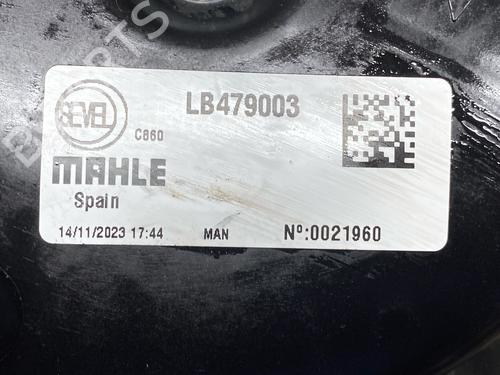 SEVEL
C860
LB479003
MAHLE
Spain
14/11/2023 17:44
MAN
Nº:0021960